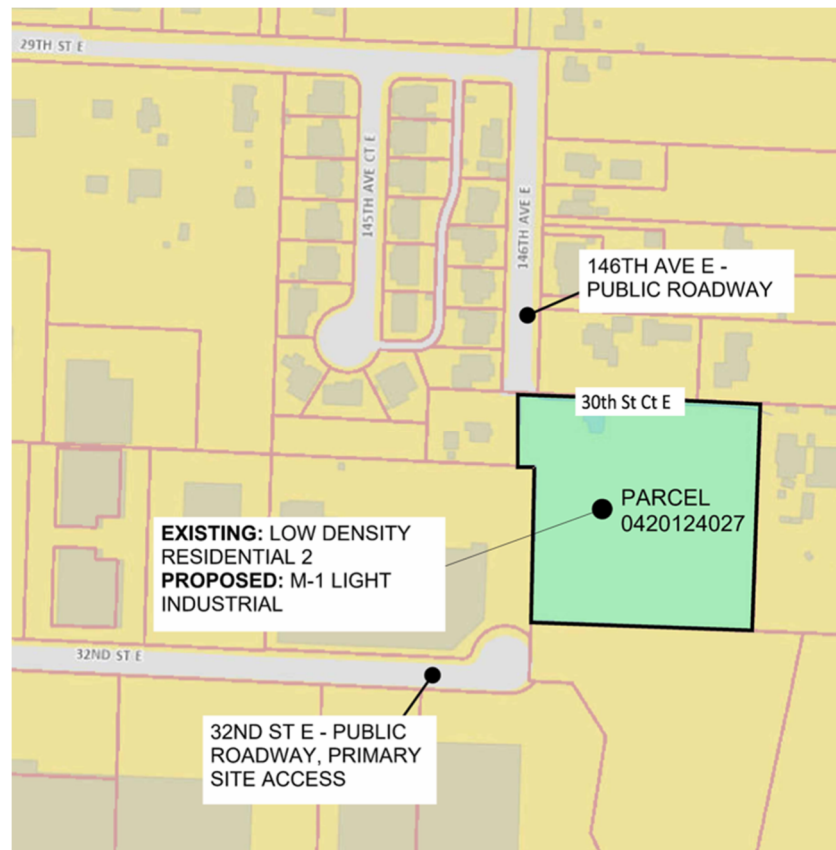 29TH ST E
145TH AVE CT E
146TH AVE E
146TH AVE E -
PUBLIC ROADWAY
30th St Ct E
PARCEL
0420124027
EXISTING: LOW DENSITY
RESIDENTIAL 2
PROPOSED: M-1 LIGHT
INDUSTRIAL
32ND ST E
32ND ST E - PUBLIC
ROADWAY, PRIMARY
SITE ACCESS